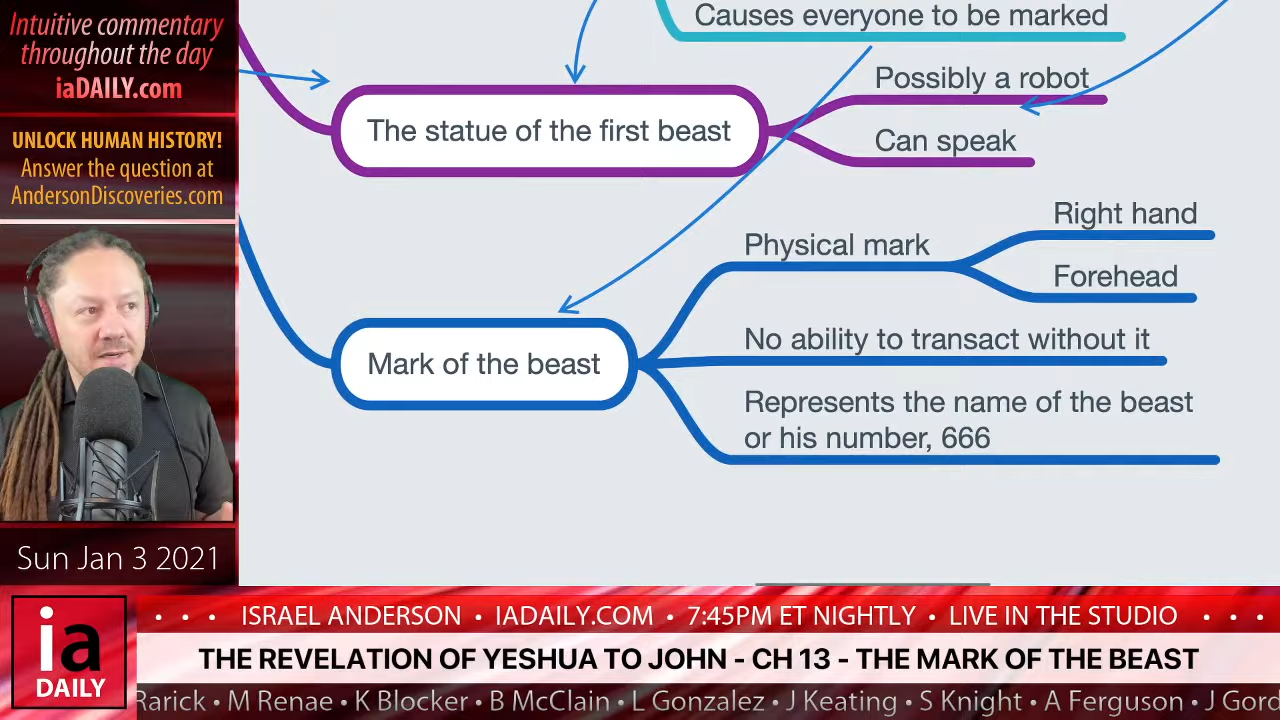 Intuitive commentary
throughout the day
iaDAILY.com
UNLOCK HUMAN HISTORY!
Answer the question at
AndersonDiscoveries.com
Causes everyone to be marked
The statue of the first beast
Possibly a robot
Can speak
Mark of the beast
Physical mark
Right hand
Forehead
No ability to transact without it
Represents the name of the beast
or his number, 666
Sun Jan 3 2021
ia
DAILY
• • • ISRAEL ANDERSON • IADAILY.COM • 7:45PM ET NIGHTLY • LIVE IN THE STUDIO • • •
THE REVELATION OF YESHUA TO JOHN - CH 13 - THE MARK OF THE BEAST
Rarick • M Renae • K Blocker • B McClain • L Gonzalez • J Keating • S Knight • A Ferguson • J Gord